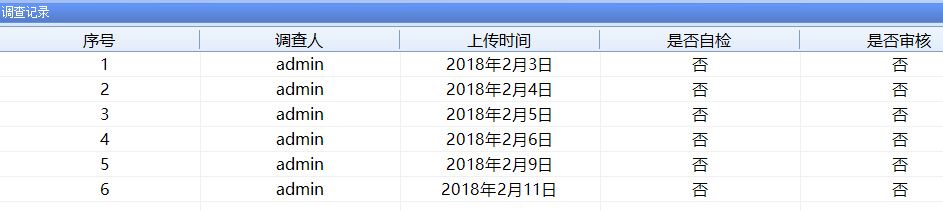 调查记录
序号 调查人 上传时间 是否自检 是否审核
1 admin 2018年2月3日 否 否
2 admin 2018年2月4日 否 否
3 admin 2018年2月5日 否 否
4 admin 2018年2月6日 否 否
5 admin 2018年2月9日 否 否
6 admin 2018年2月11日 否 否